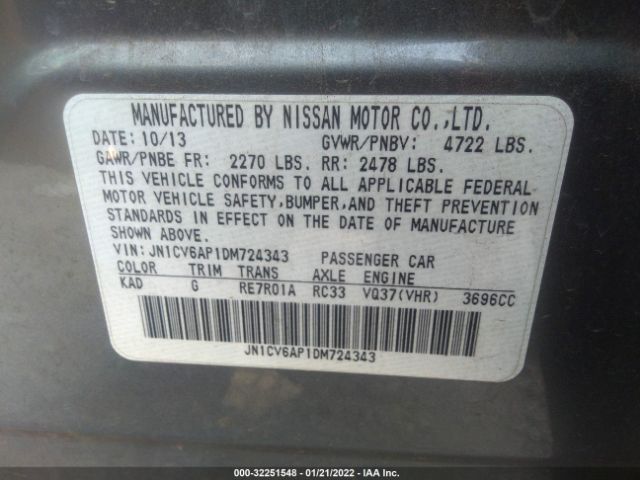 MANUFACTURED BY NISSAN MOTOR CO.,LTD.
DATE: 10/13 GVWR/PNBV: 4722 LBS.
GAWR/PNBE FR: 2270 LBS. RR: 2478 LBS.
THIS VEHICLE CONFORMS TO ALL APPLICABLE FEDERAL
MOTOR VEHICLE SAFETY, BUMPER, AND THEFT PREVENTION
STANDARDS IN EFFECT ON THE DATE OF MANUFACTURE
SHOWN ABOVE.
VIN: JN1CV6AP1DM724343 PASSENGER CAR
COLOR TRIM TRANS AXLE ENGINE
KAD G RE7R01A RC33 VQ37(VHR) 3696CC
JN1CV6AP1DM724343
000-32251548 - 01/21/2022 - IAA Inc.